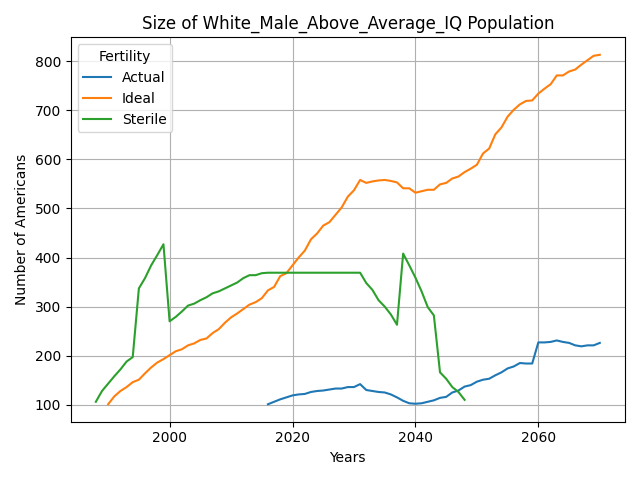 Size of White_Male_Above_Average_IQ Population
Fertility
Actual
Ideal
Sterile
Number of Americans
800
700
600
500
400
300
200
100
2000
2020
2040
2060
Years